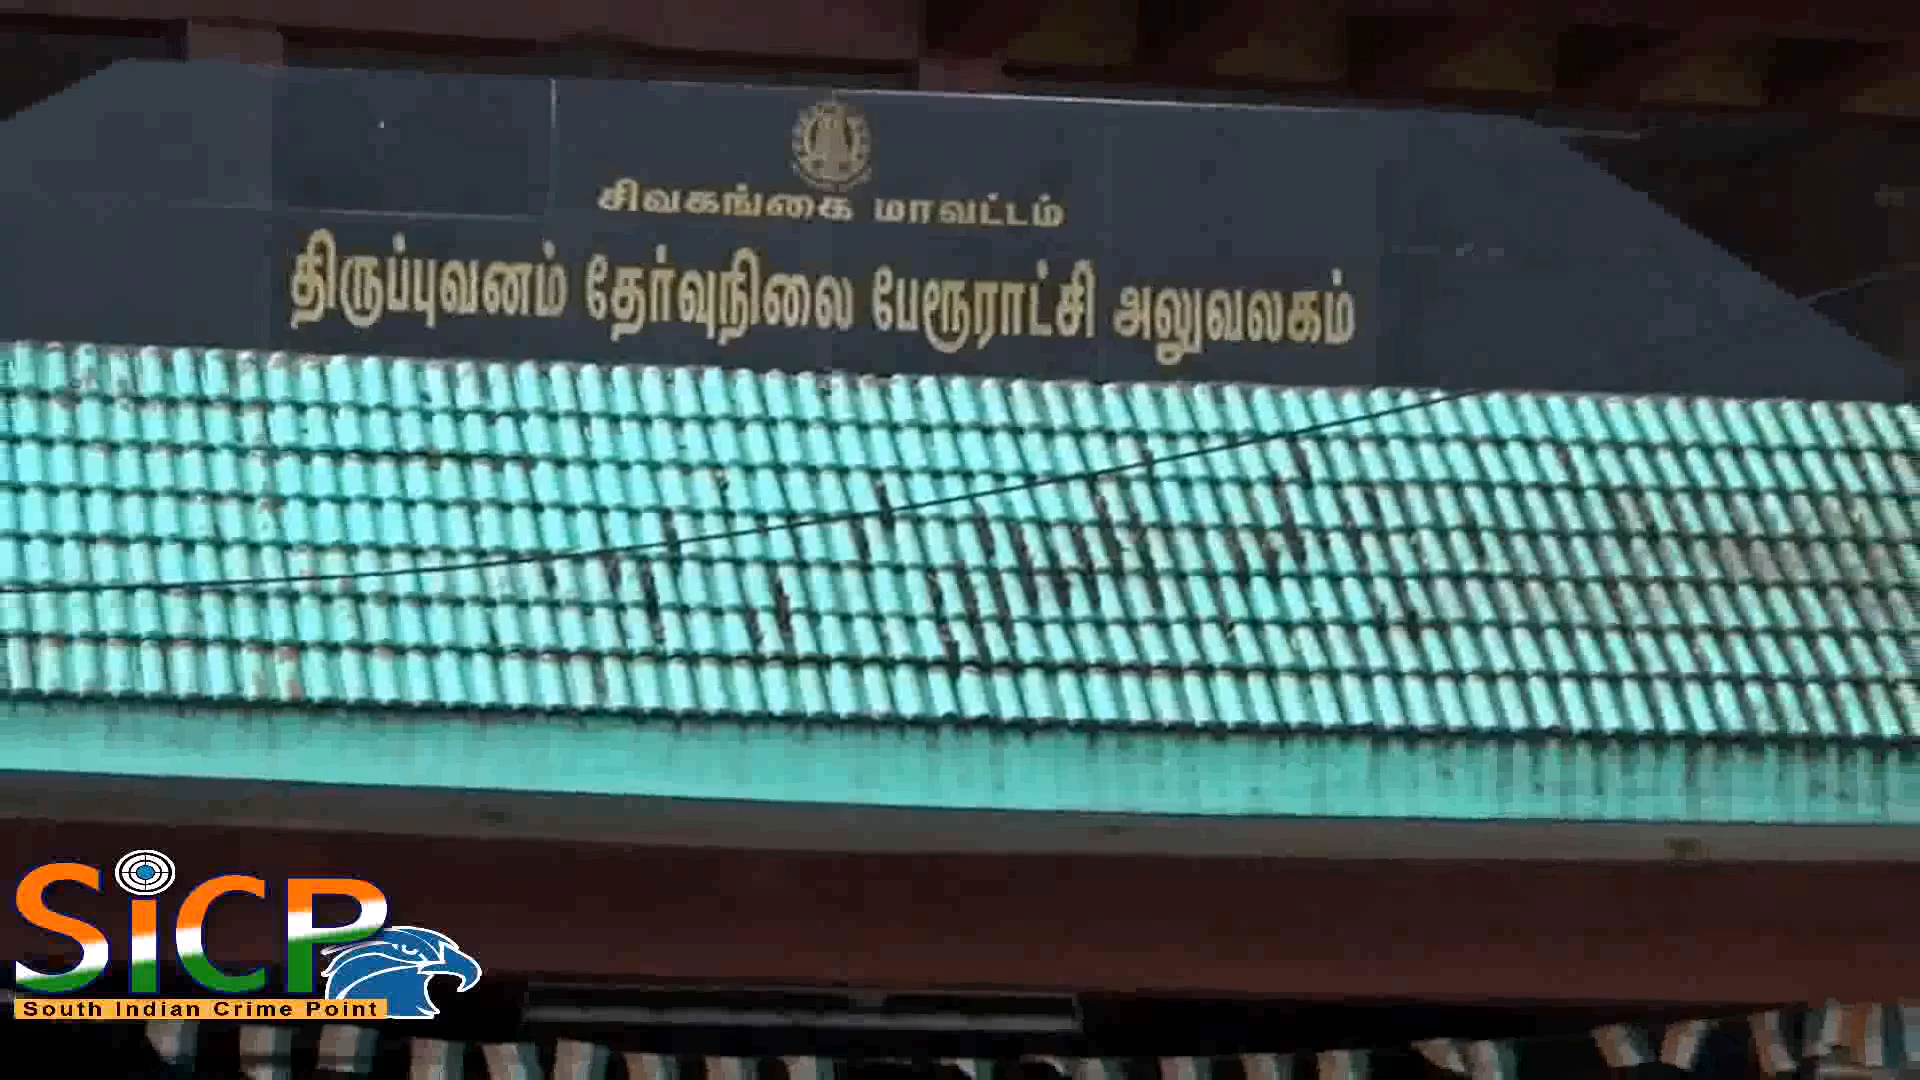 சிவகங்கை மாவட்டம்
திருப்புவனம் தேர்வுநிலை பேரூராட்சி அலுவலகம்
SiCP
South Indian Crime Point